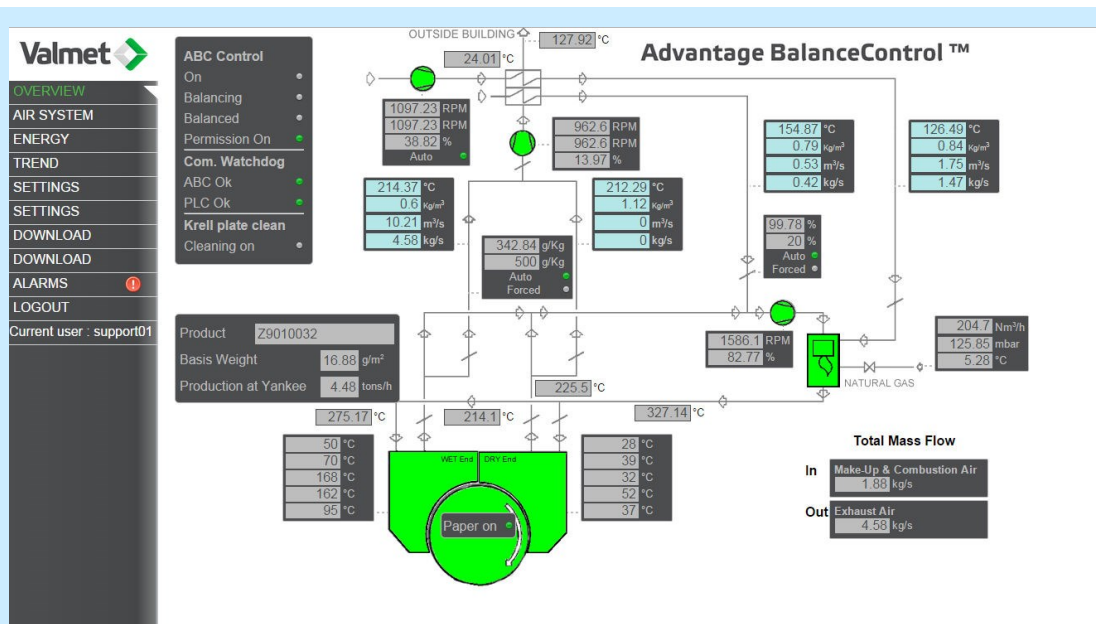 Valmet
OVERVIEW
AIR SYSTEM
ENERGY
TREND
SETTINGS
SETTINGS
DOWNLOAD
DOWNLOAD
ALARMS
LOGOUT
Current user : support01
ABC Control
On
Balancing
Balanced
Permission On
Com. Watchdog
ABC Ok
PLC Ok
Krell plate clean
Cleaning on
OUTSIDE BUILDING
127.92 °C
24.01 °C
Advantage BalanceControl ™
1097.23 RPM
1097.23 RPM
38.82 %
Auto
962.6 RPM
962.6 RPM
13.97 %
154.87 °C
0.79 Kg/m³
0.53 m³/s
0.42 kg/s
126.49 °C
0.84 Kg/m³
1.75 m³/s
1.47 kg/s
214.37 °C
0.6 Kg/m³
10.21 m³/s
4.58 kg/s
212.29 °C
1.12 Kg/m³
0 m³/s
0 kg/s
342.84 g/Kg
500 g/Kg
Auto
Forced
99.78 %
20 %
Auto
Forced
Product Z9010032
Basis Weight 16.88 g/m²
Production at Yankee 4.48 tons/h
1586.1 RPM
82.77 %
204.7 Nm³/h
125.85 mbar
5.28 °C
NATURAL GAS
225.5 °C
275.17 °C
214.1 °C
327.14 °C
50 °C
70 °C
168 °C
162 °C
95 °C
WET End
DRY End
Paper on
28 °C
39 °C
32 °C
52 °C
37 °C
Total Mass Flow
In
Make-Up & Combustion Air
1.88 kg/s
Out
Exhaust Air
4.58 kg/s